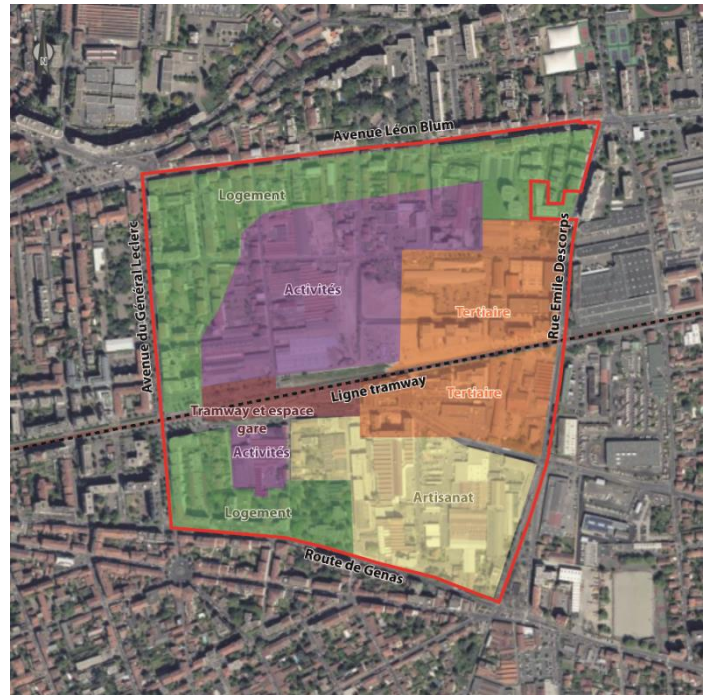 N
Avenue Léon Blum
Logement
Avenue du Général Leclerc
Activités
Rue Emile Descorps
Tertiaire
Ligne tramway
Tertiaire
Tramway et espace
gare
Activités
Artisanat
Logement
Route de Genas